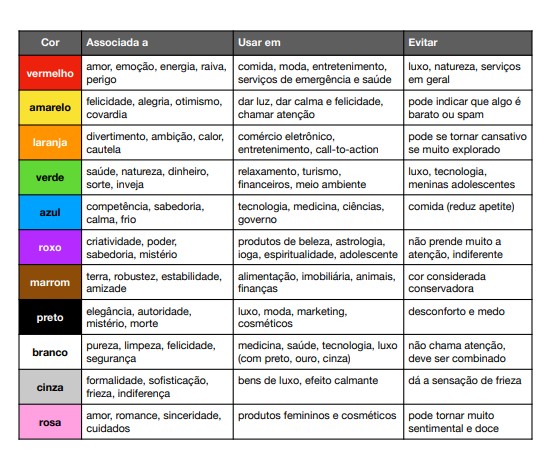 Cor Associada a Usar em Evitar
vermelho
amor, emoção, energia, raiva,
perigo
comida, moda, entretenimento,
serviços de emergência e saúde
luxo, natureza, serviços
em geral
amarelo
felicidade, alegria, otimismo,
covardia
dar luz, dar calma e felicidade,
chamar atenção
pode indicar que algo é
barato ou spam
laranja
divertimento, ambição, calor,
cautela
comércio eletrônico,
entretenimento, call-to-action
pode se tornar cansativo
se muito explorado
verde
saúde, natureza, dinheiro,
sorte, inveja
relaxamento, turismo,
financeiros, meio ambiente
luxo, tecnologia,
meninas adolescentes
azul
competência, sabedoria,
calma, frio
tecnologia, medicina, ciências,
governo
comida (reduz apetite)
roxo
criatividade, poder,
sabedoria, mistério
produtos de beleza, astrologia,
ioga, espiritualidade, adolescente
não prende muito a
atenção, indiferente
marrom
terra, robustez, estabilidade,
amizade
alimentação, imobiliária, animais,
finanças
cor considerada
conservadora
preto
elegância, autoridade,
mistério, morte
luxo, moda, marketing,
cosméticos
desconforto e medo
branco
pureza, limpeza, felicidade,
segurança
medicina, saúde, tecnologia, luxo
(com preto, ouro, cinza)
não chama atenção,
deve ser combinado
cinza
formalidade, sofisticação,
frieza, indiferença
bens de luxo, efeito calmante
dá a sensação de frieza
rosa
amor, romance, sinceridade,
cuidados
produtos femininos e cosméticos
pode tornar muito
sentimental e doce